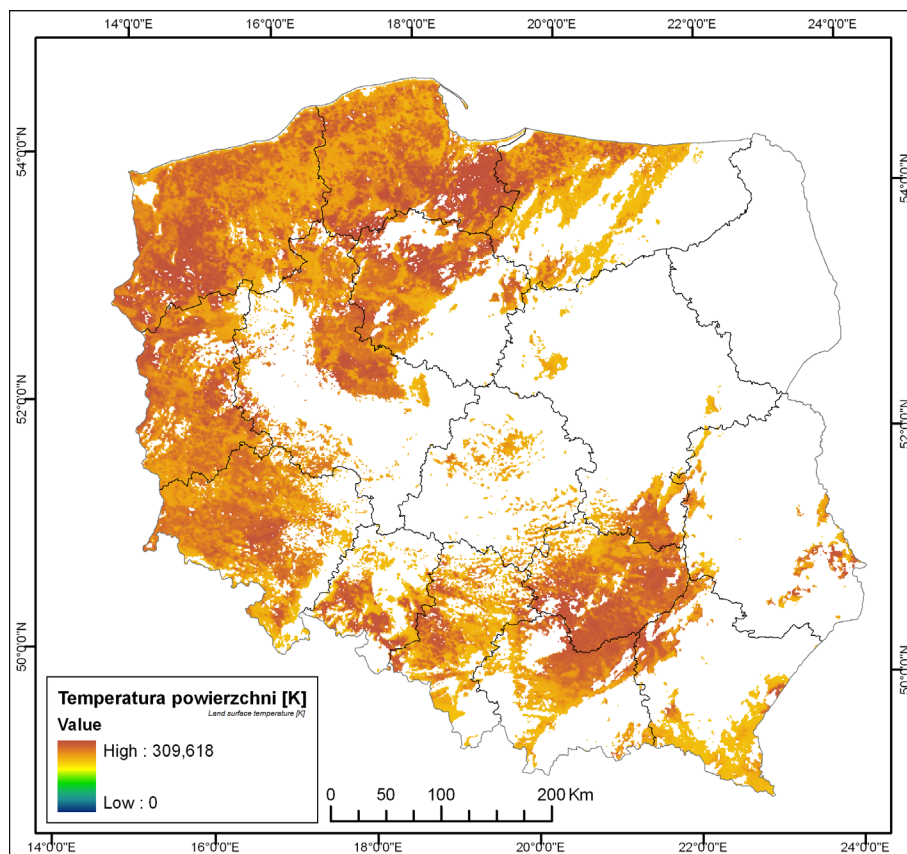 14°0'0"E 16°0'0"E 18°0'0"E 20°0'0"E 22°0'0"E 24°0'0"E
54°0'0"N 54°0'0"N
52°0'0"N 52°0'0"N
50°0'0"N 50°0'0"N
Temperatura powierzchni [K]
Land surface temperature [K]
Value
High : 309,618
Low : 0
0 50 100 200 Km
14°0'0"E 16°0'0"E 18°0'0"E 20°0'0"E 22°0'0"E 24°0'0"E